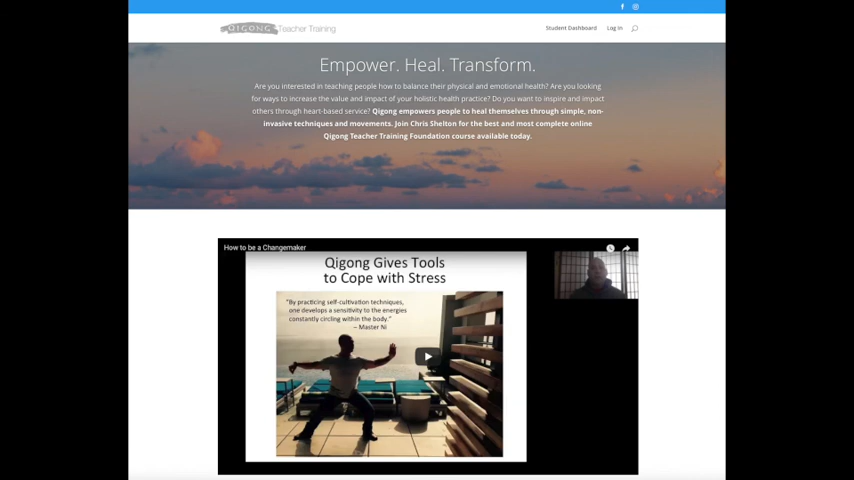 QIGONG Teacher Training
Student Dashboard
Log In
Empower. Heal. Transform.
Are you interested in teaching people how to balance their physical and emotional health? Are you looking
for ways to increase the value and impact of your holistic health practice? Do you want to inspire and impact
others through heart-based service? Qigong empowers people to heal themselves through simple, non-
invasive techniques and movements. Join Chris Shelton for the best and most complete online
Qigong Teacher Training Foundation course available today.
How to be a Changemaker
Qigong Gives Tools
to Cope with Stress
"By practicing self-cultivation techniques,
one develops a sensitivity to the energies
constantly circling within the body."
– Master Ni